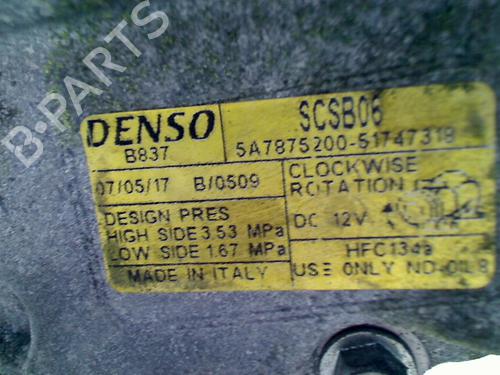 B-PARTS
DENSO
B837
SCSB06
5A7875200-51747318
07/05/17 B/0509
CLOCKWISE
ROTATION
DESIGN PRES
HIGH SIDE 3.53 MPa
LOW SIDE 1.67 MPa
DC 12V
HFC134a
MADE IN ITALY
USE ONLY ND-OIL8